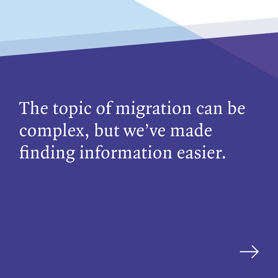 The topic of migration can be
complex, but we’ve made
finding information easier.